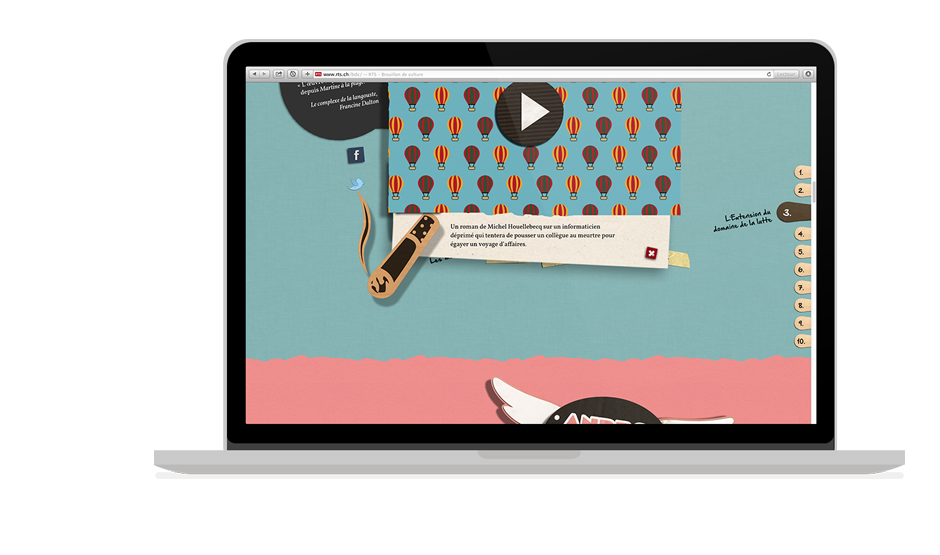 www.rts.ch/bdc/ — RTS - Brouillon de culture
Lecteur
« L'œuvre
depuis Martine à la plage
Le complexe de la langouste,
Francine Dalton
f
Un roman de Michel Houellebecq sur un informaticien
déprimé qui tentera de pousser un collègue au meurtre pour
égayer un voyage d'affaires.
L'Extension du
domaine de la lutte
1.
2.
3.
4.
5.
6.
7.
8.
9.
10.